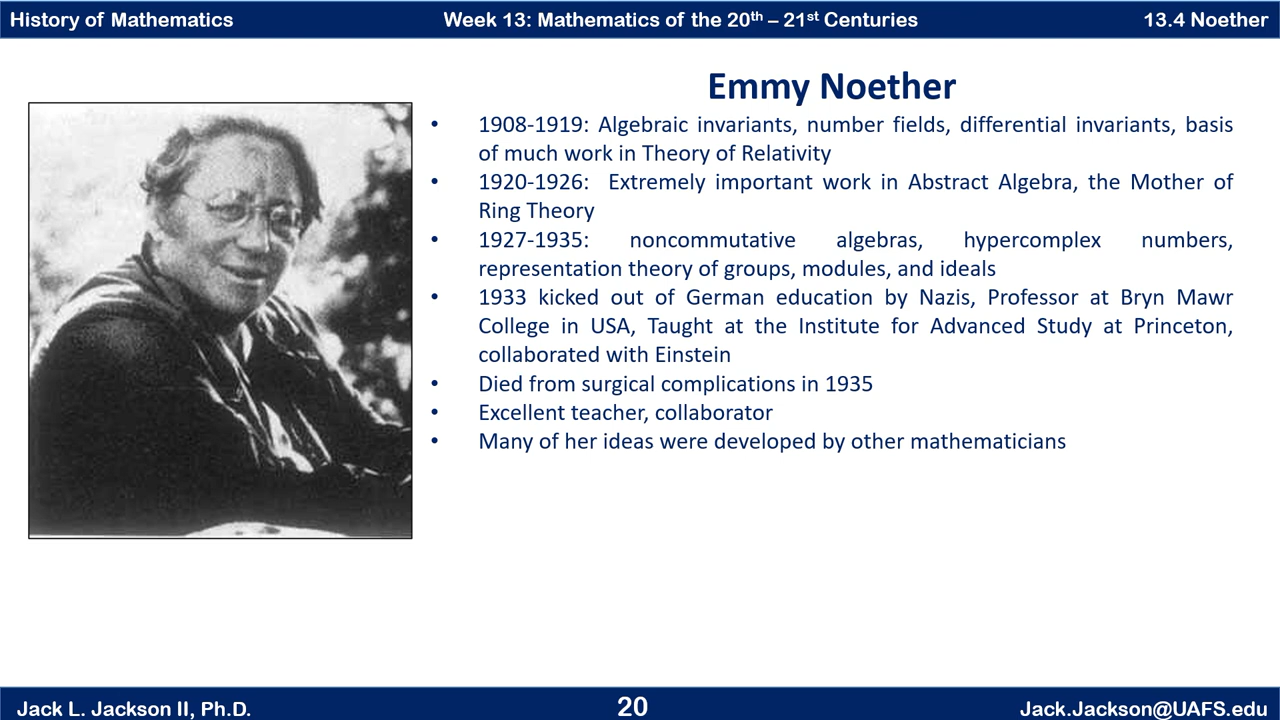 History of Mathematics
Week 13: Mathematics of the 20th – 21st Centuries
13.4 Noether
Emmy Noether
• 1908-1919: Algebraic invariants, number fields, differential invariants, basis
of much work in Theory of Relativity
• 1920-1926: Extremely important work in Abstract Algebra, the Mother of
Ring Theory
• 1927-1935: noncommutative algebras, hypercomplex numbers,
representation theory of groups, modules, and ideals
• 1933 kicked out of German education by Nazis, Professor at Bryn Mawr
College in USA, Taught at the Institute for Advanced Study at Princeton,
collaborated with Einstein
• Died from surgical complications in 1935
• Excellent teacher, collaborator
• Many of her ideas were developed by other mathematicians
Jack L. Jackson II, Ph.D.
20
Jack.Jackson@UAFS.edu